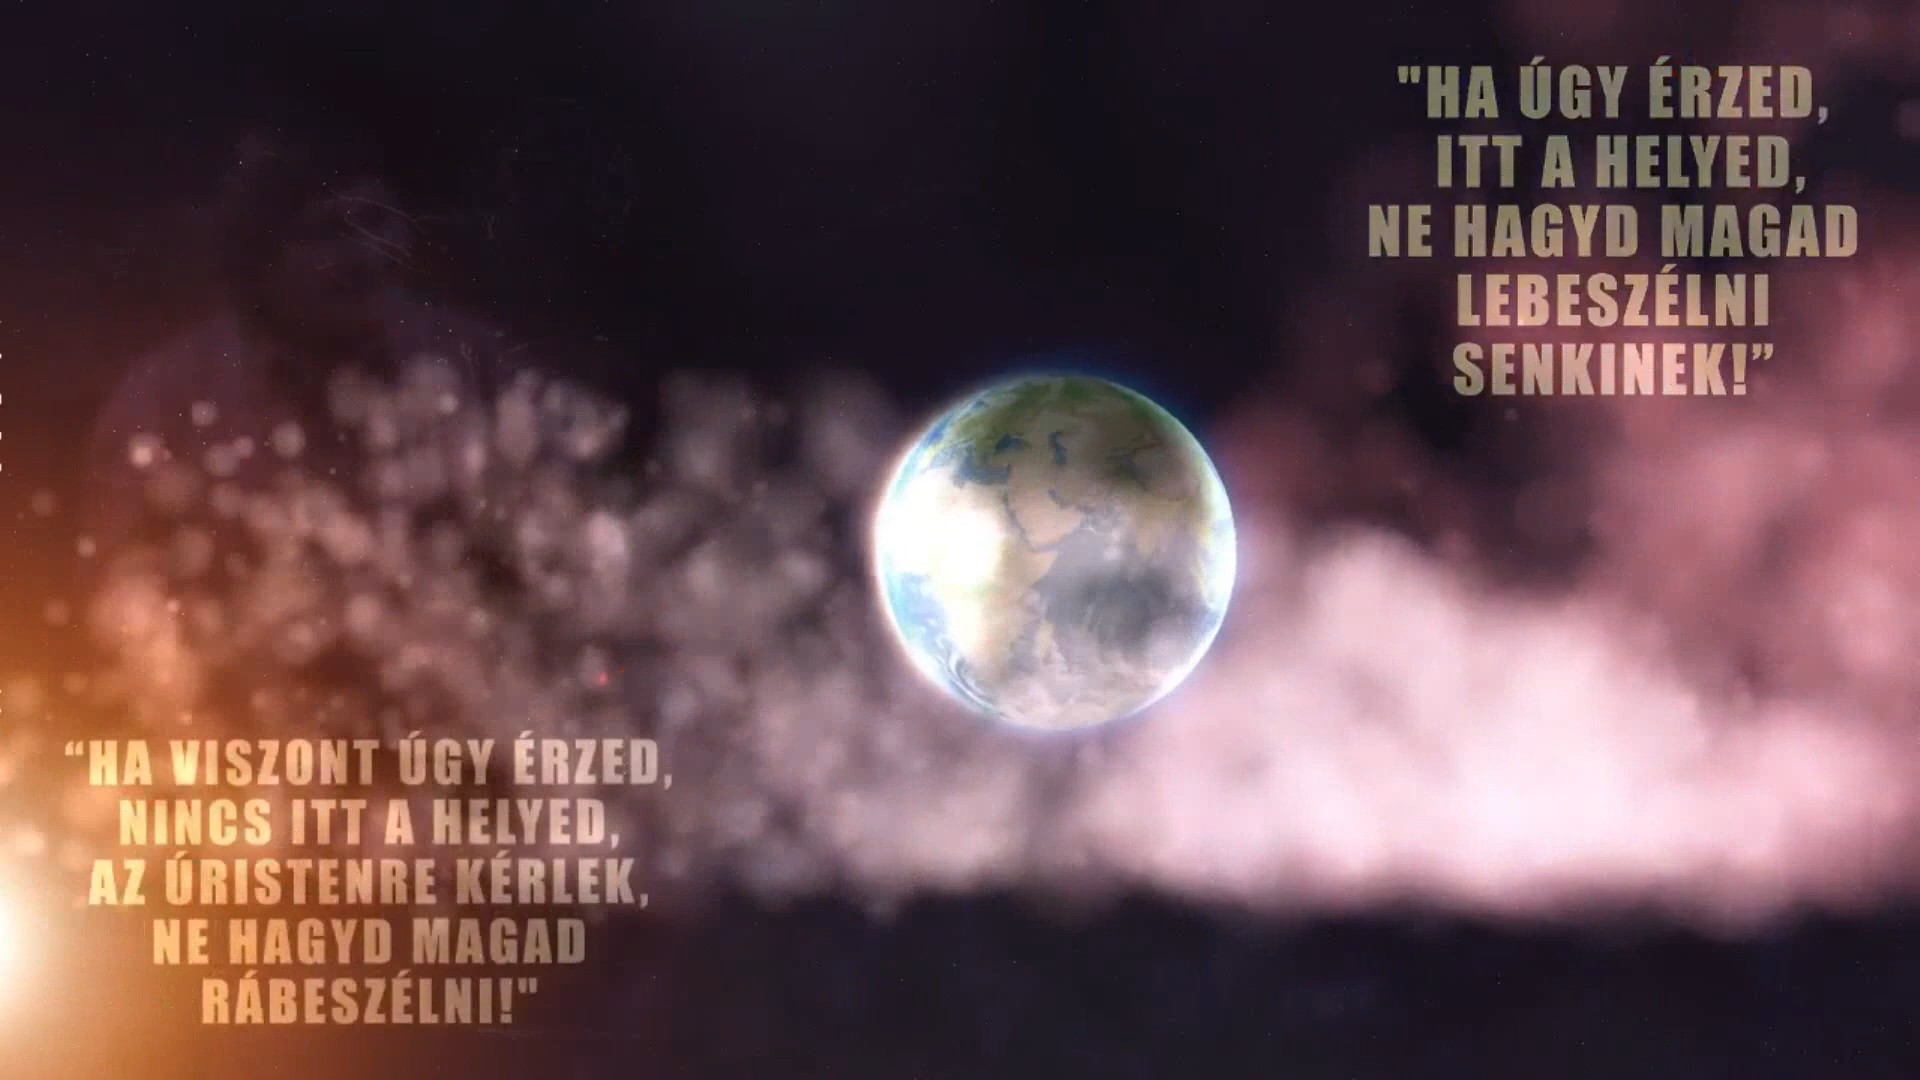 "HA ÚGY ÉRZED,
ITT A HELYED,
NE HAGYD MAGAD
LEBESZÉLNI
SENKINEK!”
“HA VISZONT ÚGY ÉRZED,
NINCS ITT A HELYED,
AZ ÚRISTENRE KÉRLEK,
NE HAGYD MAGAD
RÁBESZÉLNI!"